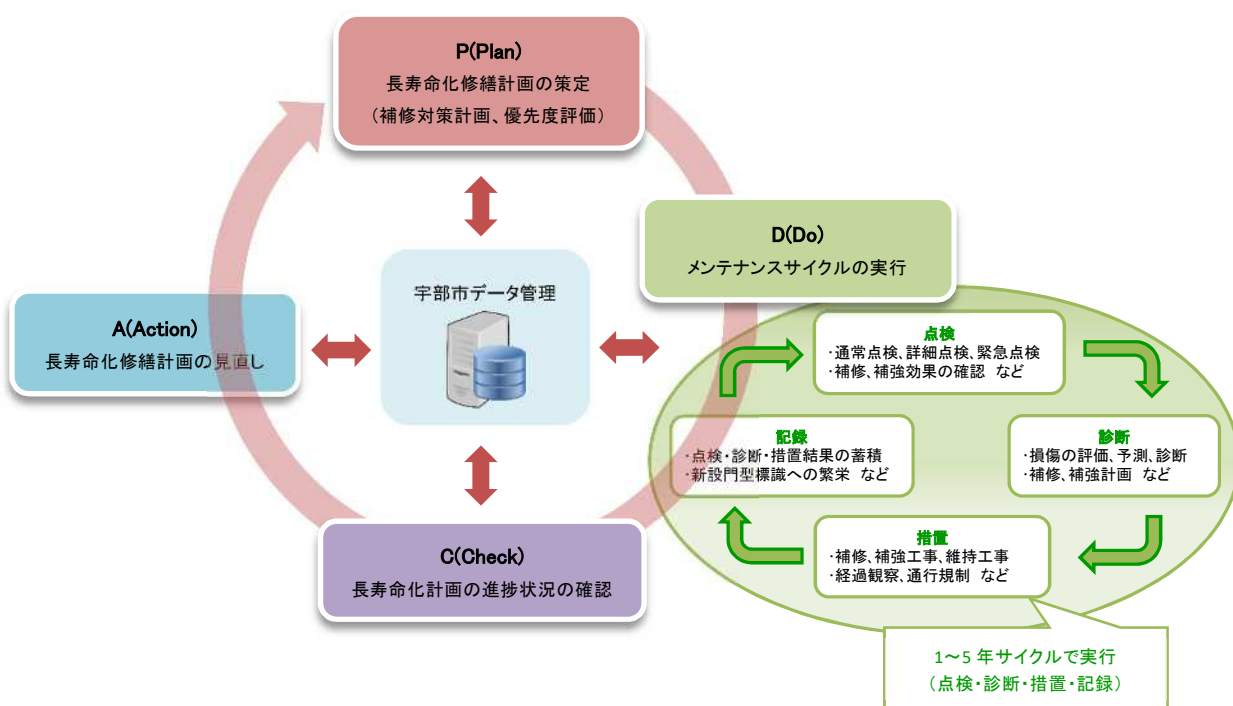 P(Plan)
長寿命化修繕計画の策定
(補修対策計画、優先度評価)
D(Do)
メンテナンスサイクルの実行
宇部市データ管理
A(Action)
長寿命化修繕計画の見直し
C(Check)
長寿命化計画の進捗状況の確認
点検
・通常点検、詳細点検、緊急点検
・補修、補強効果の確認 など
診断
・損傷の評価、予測、診断
・補修、補強計画 など
措置
・補修、補強工事、維持工事
・経過観察、通行規制 など
記録
・点検・診断・措置結果の蓄積
・新設門型標識への繁栄 など
1~5 年サイクルで実行
(点検・診断・措置・記録)